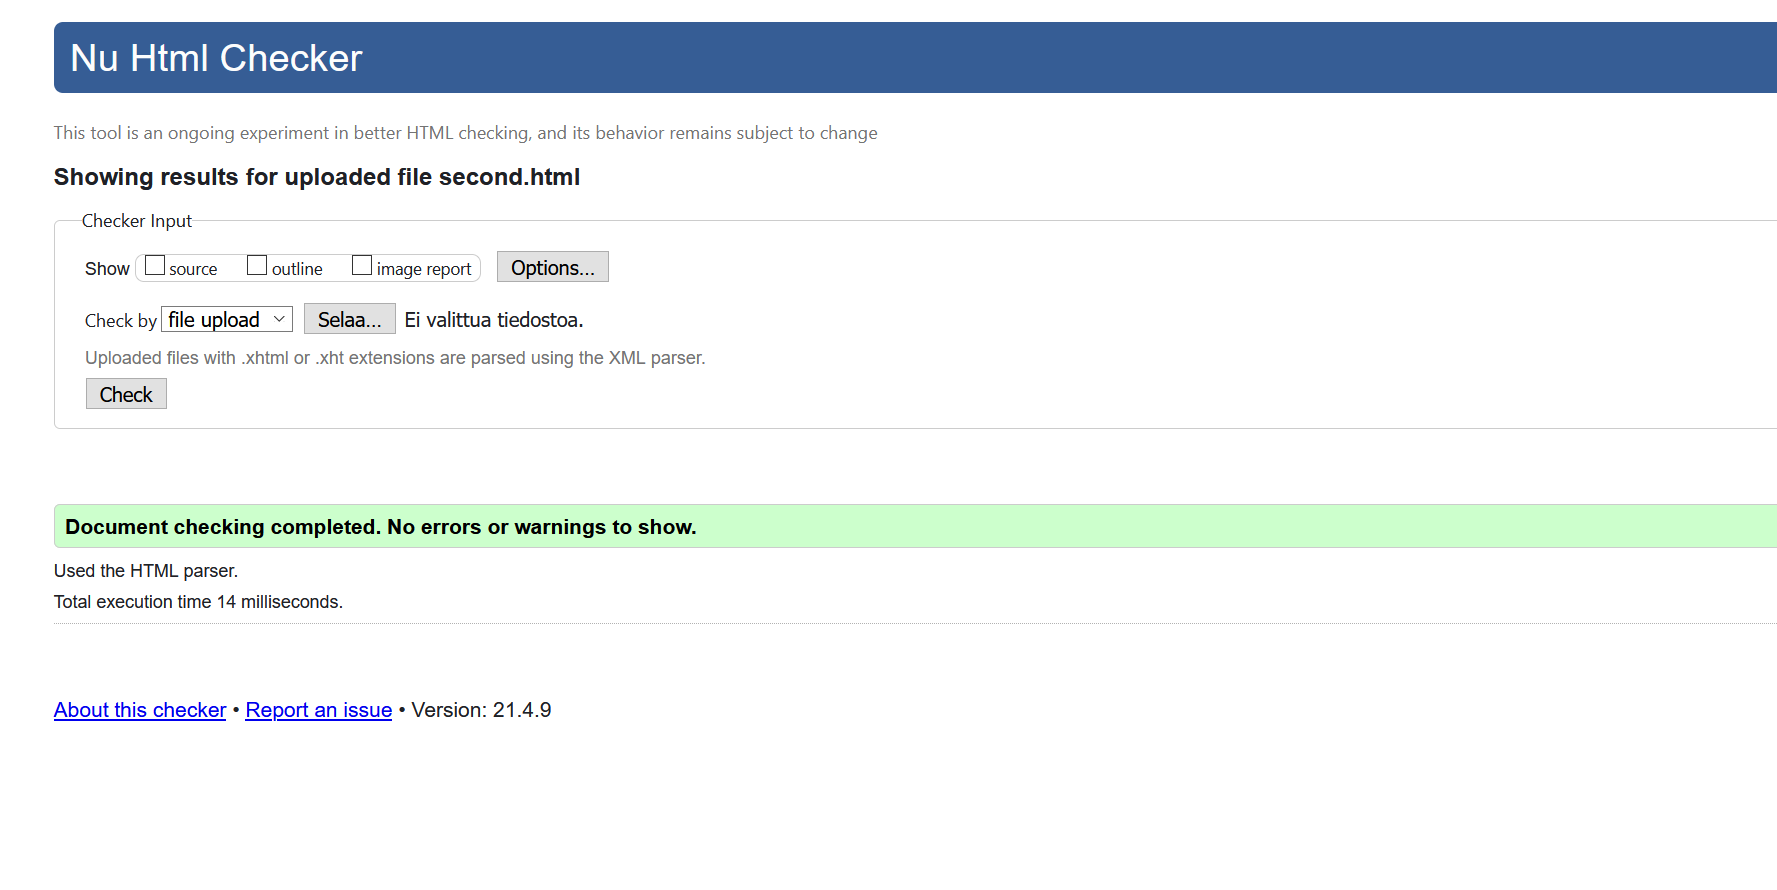 Nu Html Checker
This tool is an ongoing experiment in better HTML checking, and its behavior remains subject to change
Showing results for uploaded file second.html
Checker Input
Show source outline image report Options...
Check by file upload Selaa... Ei valittua tiedostoa.
Uploaded files with .xhtml or .xht extensions are parsed using the XML parser.
Check
Document checking completed. No errors or warnings to show.
Used the HTML parser.
Total execution time 14 milliseconds.
About this checker • Report an issue • Version: 21.4.9